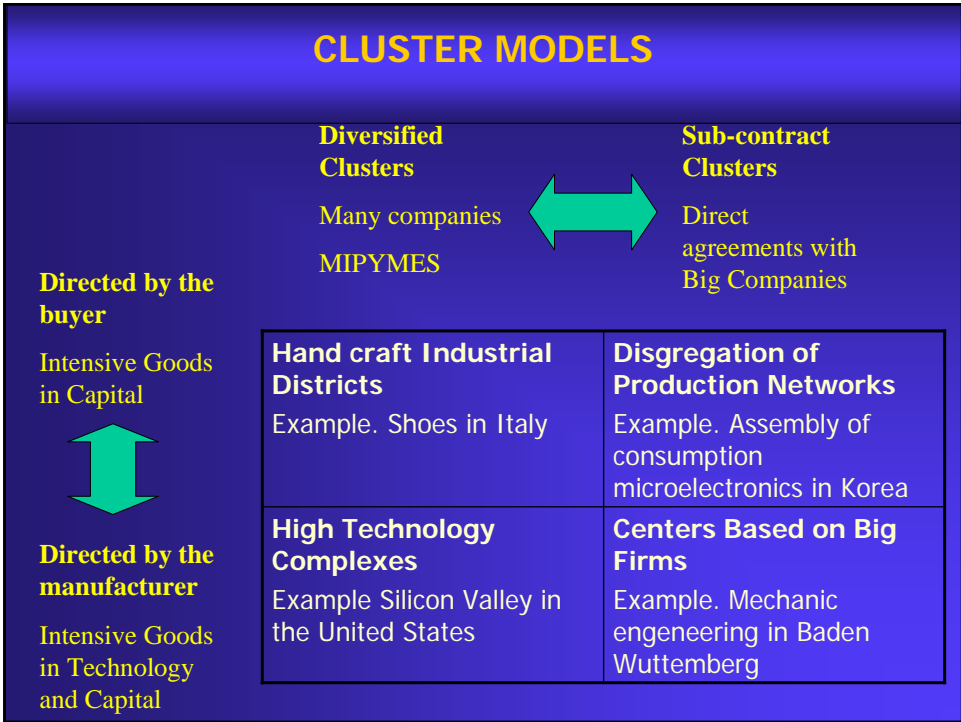 CLUSTER MODELS
Diversified
Clusters
Many companies
MIPYMES
Sub-contract
Clusters
Direct
agreements with
Big Companies
Directed by the
buyer
Intensive Goods
in Capital
Directed by the
manufacturer
Intensive Goods
in Technology
and Capital
Hand craft Industrial
Districts
Example. Shoes in Italy
Disgregation of
Production Networks
Example. Assembly of
consumption
microelectronics in Korea
High Technology
Complexes
Example Silicon Valley in
the United States
Centers Based on Big
Firms
Example. Mechanic
engeneering in Baden
Wuttemberg